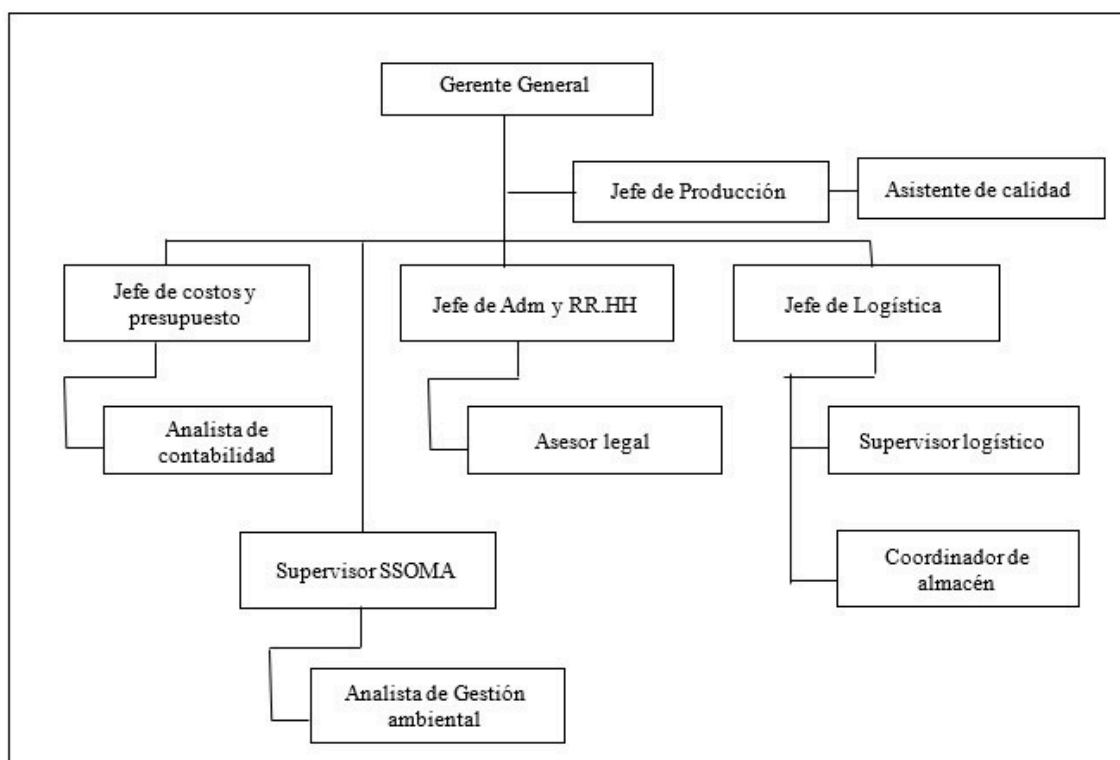 Gerente General
Jefe de Producción
Asistente de calidad
Jefe de costos y
presupuesto
Jefe de Adm y RR.HH
Jefe de Logística
Analista de
contabilidad
Asesor legal
Supervisor logístico
Supervisor SSOMA
Coordinador de
almacén
Analista de Gestión
ambiental